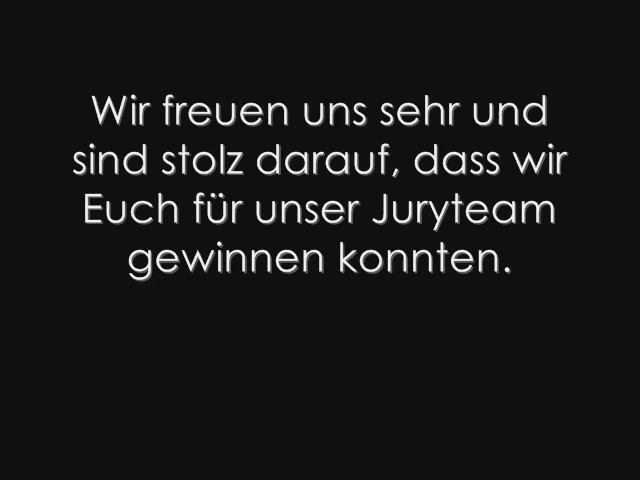 Wir freuen uns sehr und
sind stolz darauf, dass wir
Euch für unser Juryteam
gewinnen konnten.